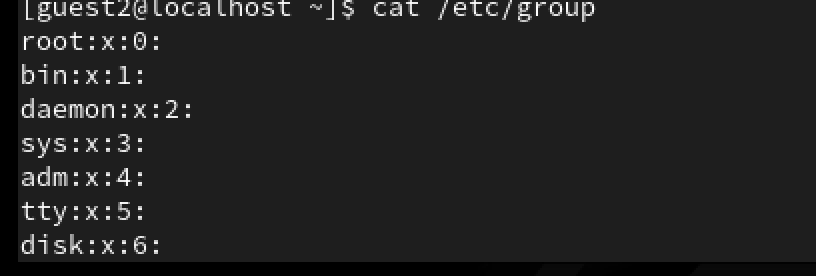 [guest2@localhost ~]$ cat /etc/group
root:x:0:
bin:x:1:
daemon:x:2:
sys:x:3:
adm:x:4:
tty:x:5:
disk:x:6: